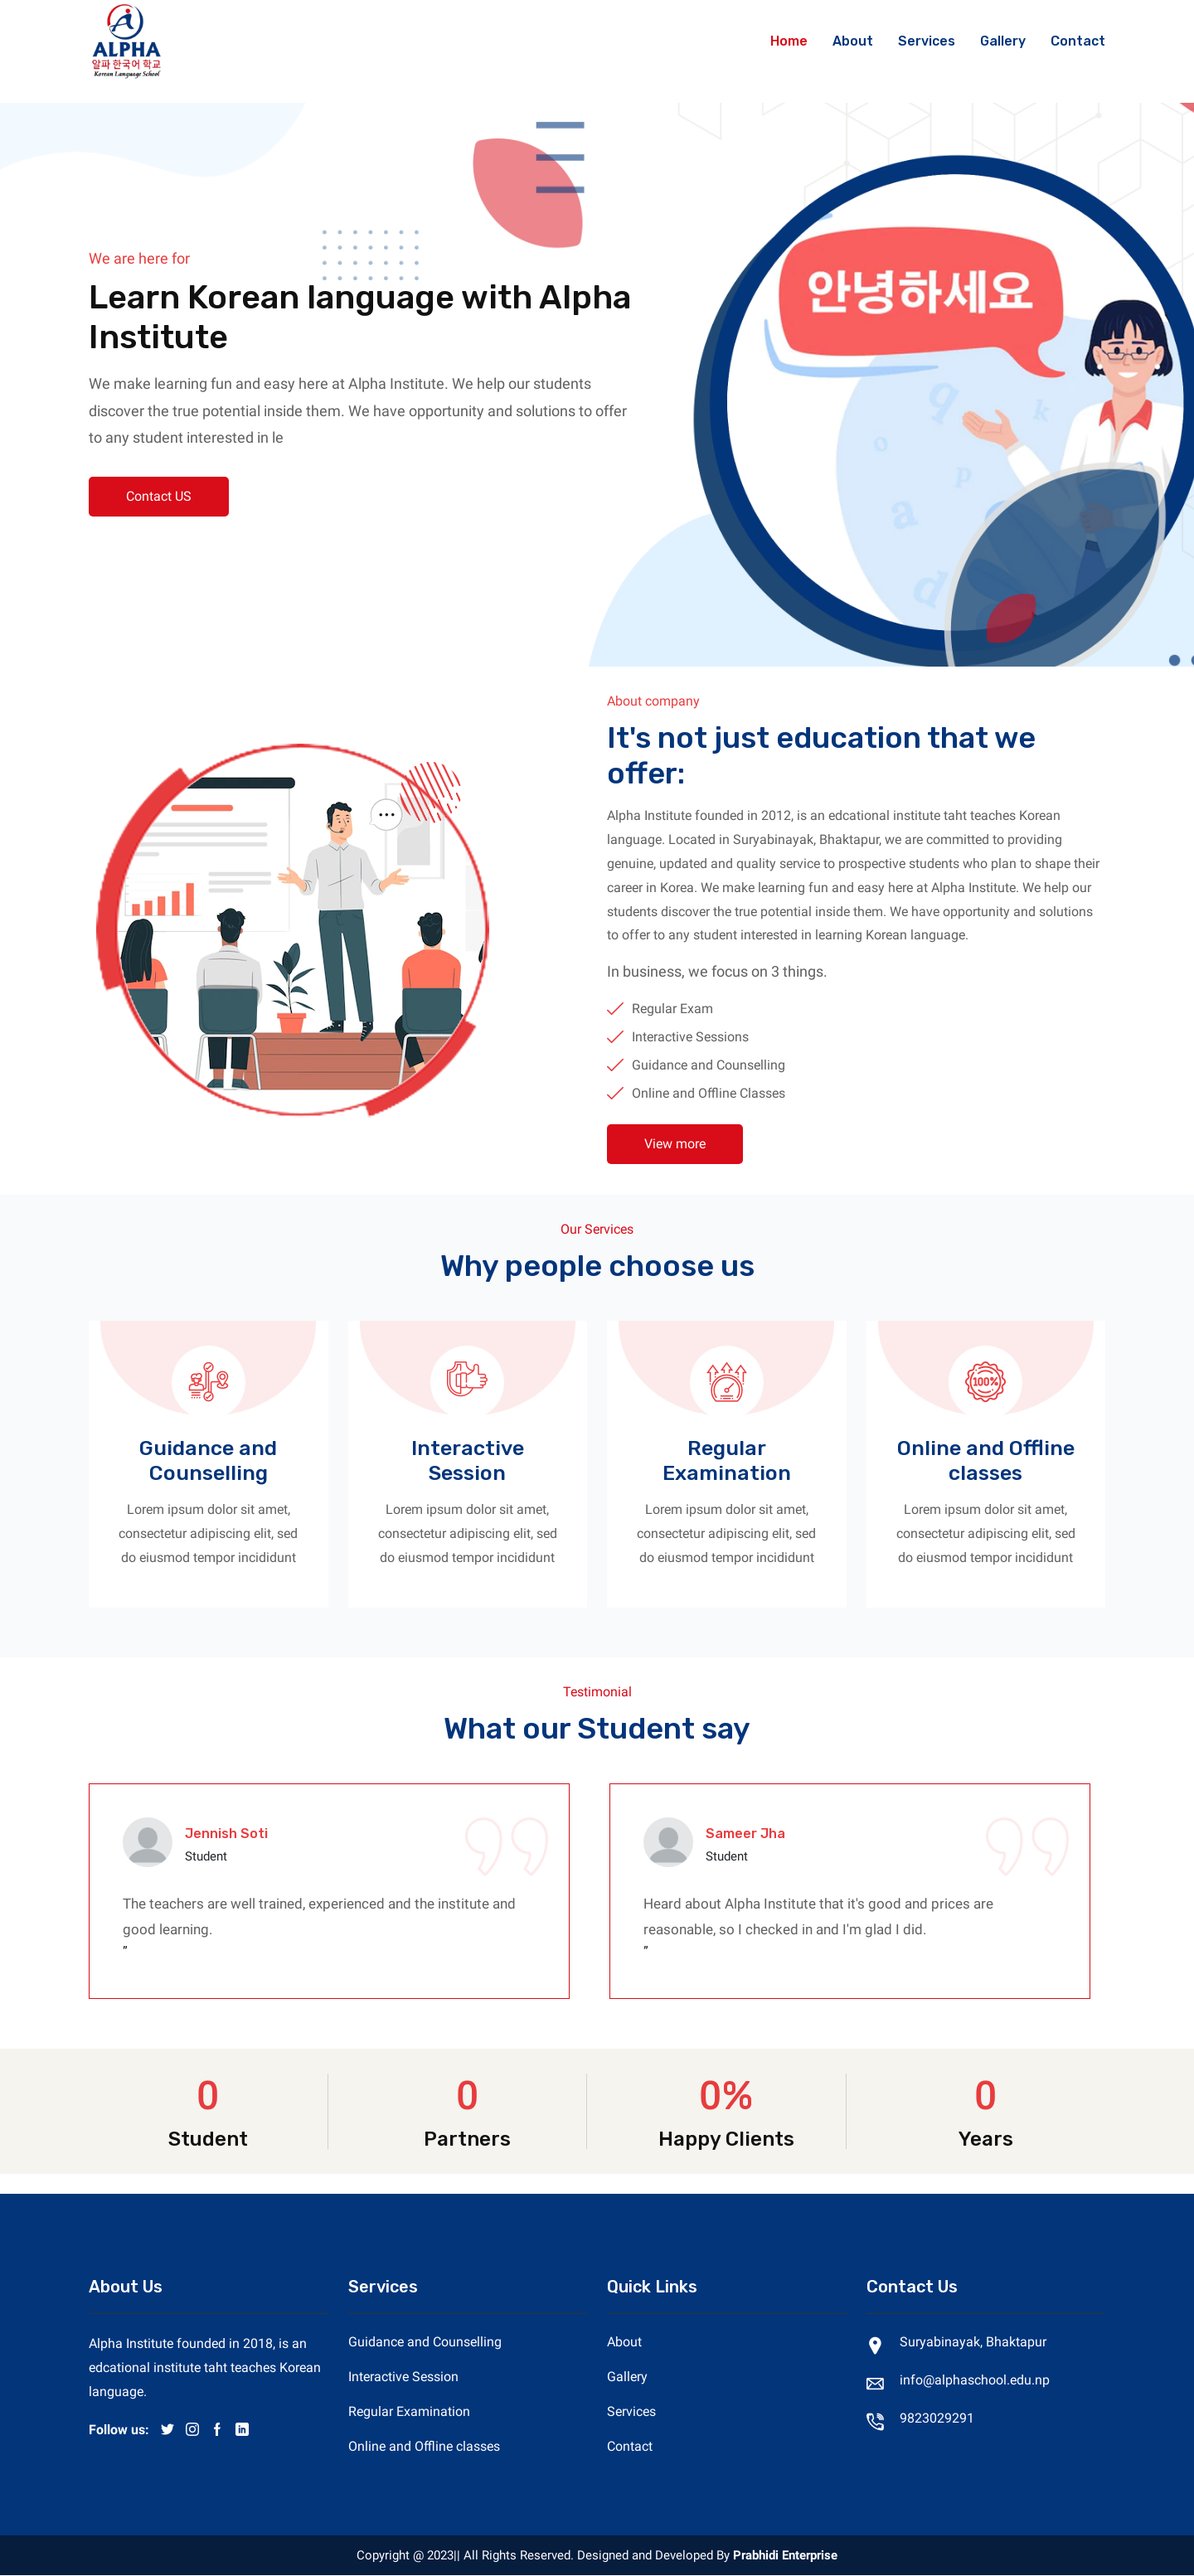 ALPHA
알파 한국어 학교
Korean Language School
Home
About
Services
Gallery
Contact
We are here for
Learn Korean language with Alpha
Institute
We make learning fun and easy here at Alpha Institute. We help our students
discover the true potential inside them. We have opportunity and solutions to offer
to any student interested in le
Contact US
안녕하세요
q
k
o
p
a
d
About company
It's not just education that we
offer:
Alpha Institute founded in 2012, is an edcational institute taht teaches Korean
language. Located in Suryabinayak, Bhaktapur, we are committed to providing
genuine, updated and quality service to prospective students who plan to shape their
career in Korea. We make learning fun and easy here at Alpha Institute. We help our
students discover the true potential inside them. We have opportunity and solutions
to offer to any student interested in learning Korean language.
In business, we focus on 3 things.
Regular Exam
Interactive Sessions
Guidance and Counselling
Online and Offline Classes
View more
Our Services
Why people choose us
Guidance and
Counselling
Lorem ipsum dolor sit amet,
consectetur adipiscing elit, sed
do eiusmod tempor incididunt
Interactive
Session
Lorem ipsum dolor sit amet,
consectetur adipiscing elit, sed
do eiusmod tempor incididunt
Regular
Examination
Lorem ipsum dolor sit amet,
consectetur adipiscing elit, sed
do eiusmod tempor incididunt
100%
Online and Offline
classes
Lorem ipsum dolor sit amet,
consectetur adipiscing elit, sed
do eiusmod tempor incididunt
Testimonial
What our Student say
Jennish Soti
Student
The teachers are well trained, experienced and the institute and
good learning.
"
Sameer Jha
Student
Heard about Alpha Institute that it's good and prices are
reasonable, so I checked in and I'm glad I did.
"
0
Student
0
Partners
0%
Happy Clients
0
Years
About Us
Alpha Institute founded in 2018, is an
edcational institute taht teaches Korean
language.
Follow us:
Services
Guidance and Counselling
Interactive Session
Regular Examination
Online and Offline classes
Quick Links
About
Gallery
Services
Contact
Contact Us
Suryabinayak, Bhaktapur
info@alphaschool.edu.np
9823029291
Copyright @ 2023|| All Rights Reserved. Designed and Developed By Prabhidi Enterprise